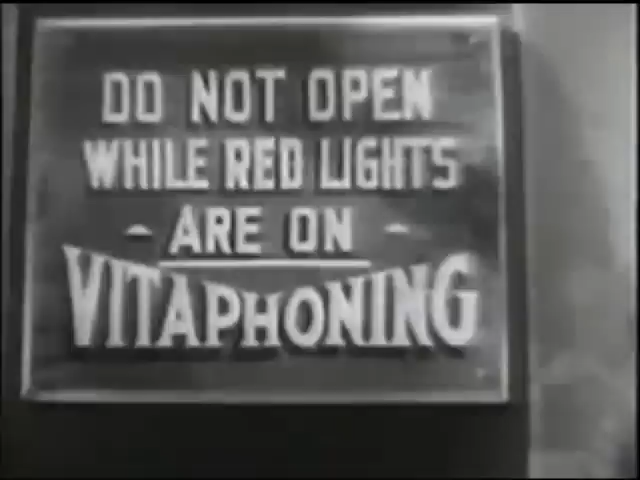 DO NOT OPEN
WHILE RED LIGHTS
- ARE ON -
VITAPHONING